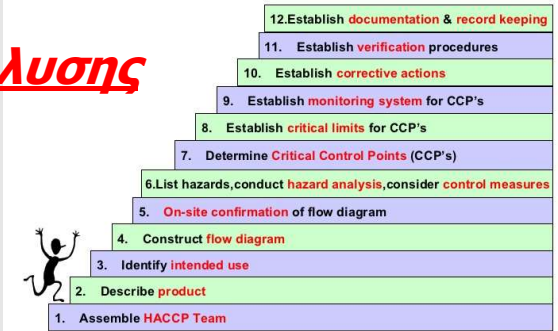 λυσης
12.Establish documentation & record keeping
11. Establish verification procedures
10. Establish corrective actions
9. Establish monitoring system for CCP's
8. Establish critical limits for CCP's
7. Determine Critical Control Points (CCP's)
6.List hazards,conduct hazard analysis,consider control measures
5. On-site confirmation of flow diagram
4. Construct flow diagram
3. Identify intended use
2. Describe product
1. Assemble HACCP Team